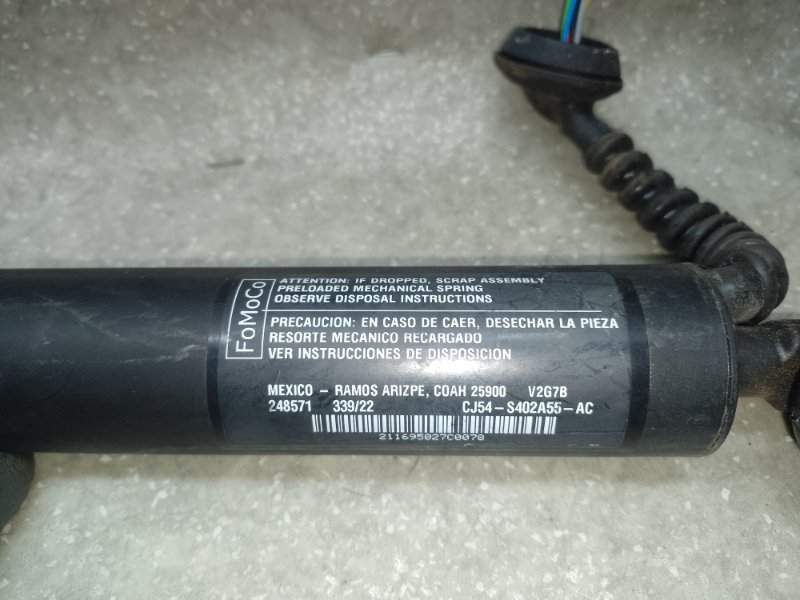 FoMoCo
ATTENTION: IF DROPPED, SCRAP ASSEMBLY
PRELOADED MECHANICAL SPRING
OBSERVE DISPOSAL INSTRUCTIONS
PRECAUCION: EN CASO DE CAER, DESECHAR LA PIEZA
RESORTE MECANICO RECARGADO
VER INSTRUCCIONES DE DISPOSICION
MEXICO - RAMOS ARIZPE, COAH 25900 V2G7B
248571 339/22 CJ54-S402A55-AC
211695027C0078